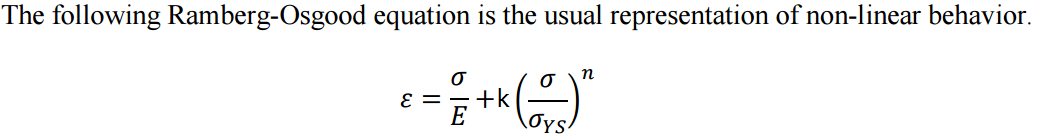 The following Ramberg-Osgood equation is the usual representation of non-linear behavior.
ε = σ/E +k(σ/σ_YS)^n